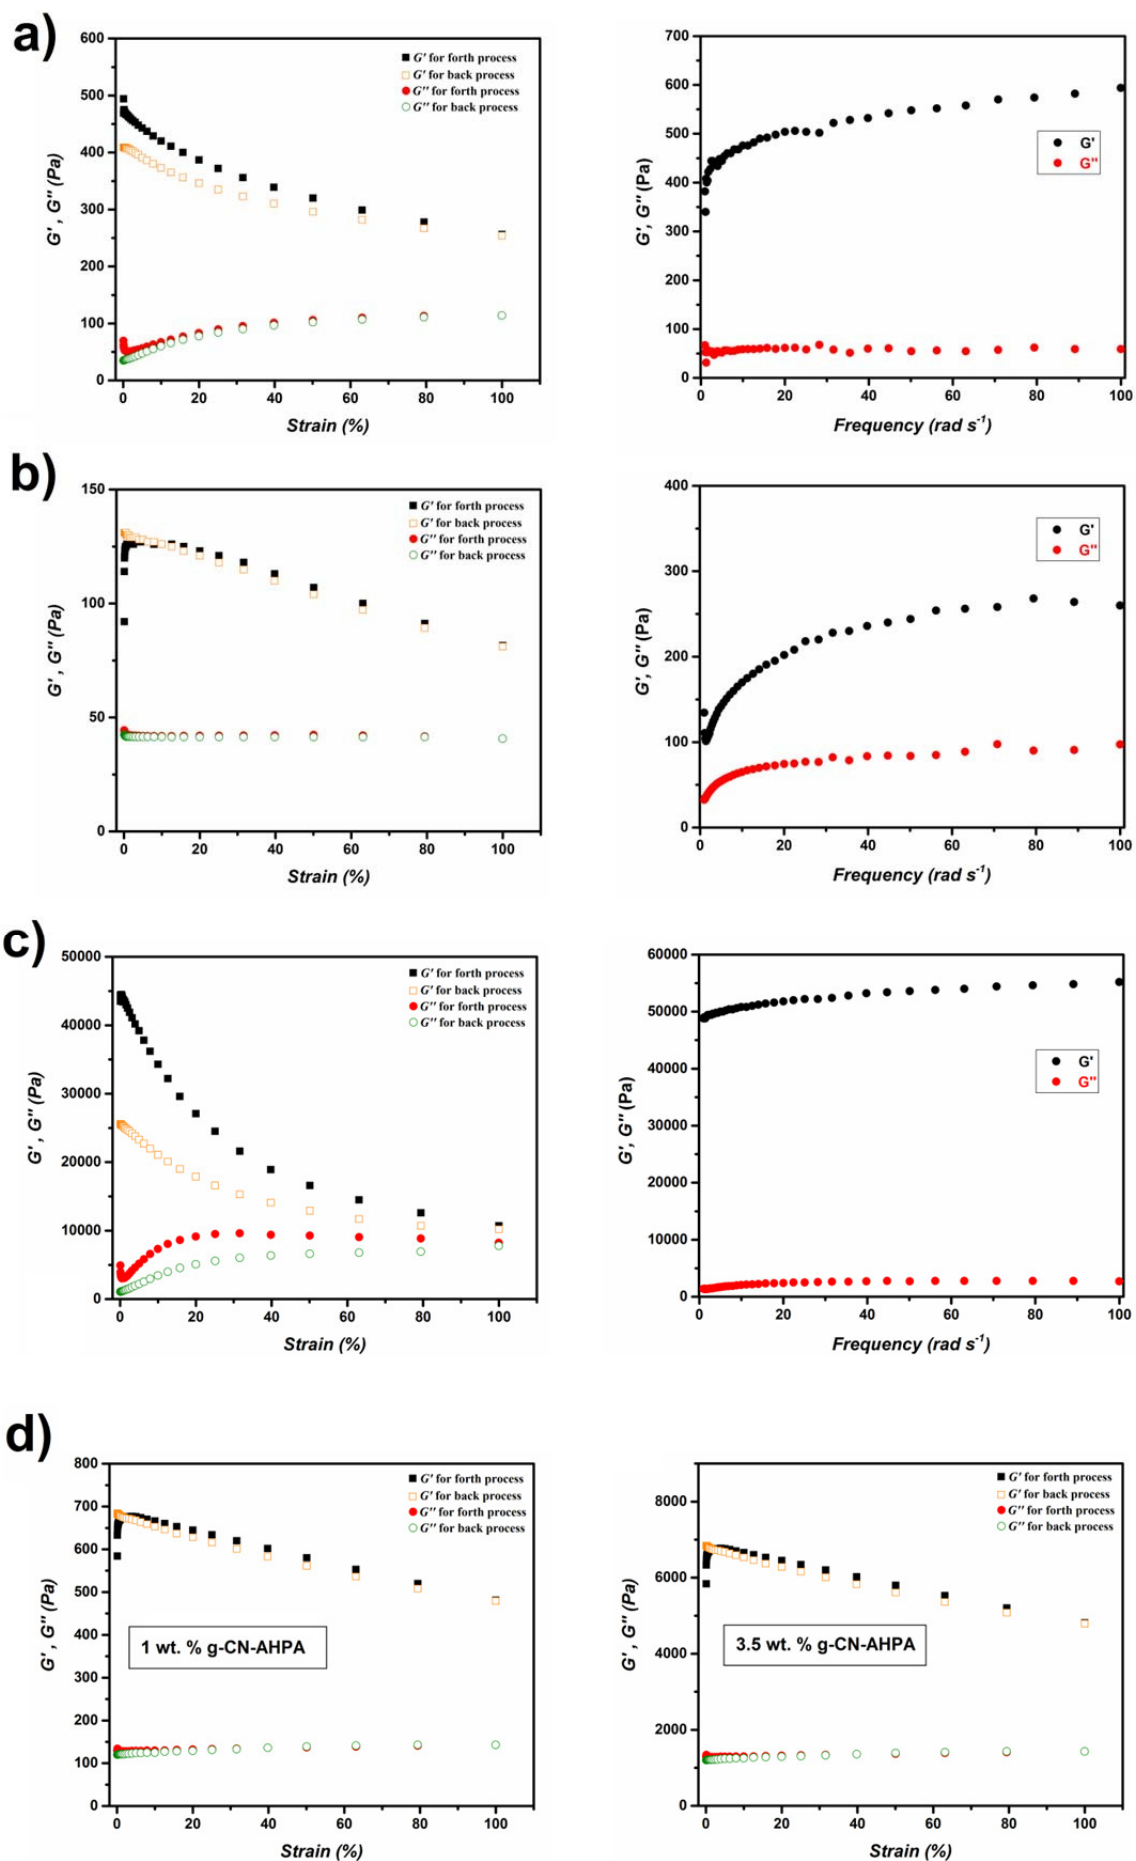 a)
600
500
400
300
200
100
0
G', G'' (Pa)
G' for forth process
G' for back process
G'' for forth process
G'' for back process
0 20 40 60 80 100
Strain (%)
700
600
500
400
300
200
100
0
G', G'' (Pa)
G'
G''
0 20 40 60 80 100
Frequency (rad s-1)
b)
150
100
50
0
G', G'' (Pa)
G' for forth process
G' for back process
G'' for forth process
G'' for back process
0 20 40 60 80 100
Strain (%)
400
300
200
100
0
G', G'' (Pa)
G'
G''
0 20 40 60 80 100
Frequency (rad s-1)
c)
50000
40000
30000
20000
10000
0
G', G'' (Pa)
G' for forth process
G' for back process
G'' for forth process
G'' for back process
0 20 40 60 80 100
Strain (%)
60000
50000
40000
30000
20000
10000
0
G', G'' (Pa)
G'
G''
0 20 40 60 80 100
Frequency (rad s-1)
d)
800
700
600
500
400
300
200
100
0
G', G'' (Pa)
G' for forth process
G' for back process
G'' for forth process
G'' for back process
1 wt. % g-CN-AHPA
0 20 40 60 80 100
Strain (%)
8000
6000
4000
2000
0
G', G'' (Pa)
G' for forth process
G' for back process
G'' for forth process
G'' for back process
3.5 wt. % g-CN-AHPA
0 20 40 60 80 100
Strain (%)